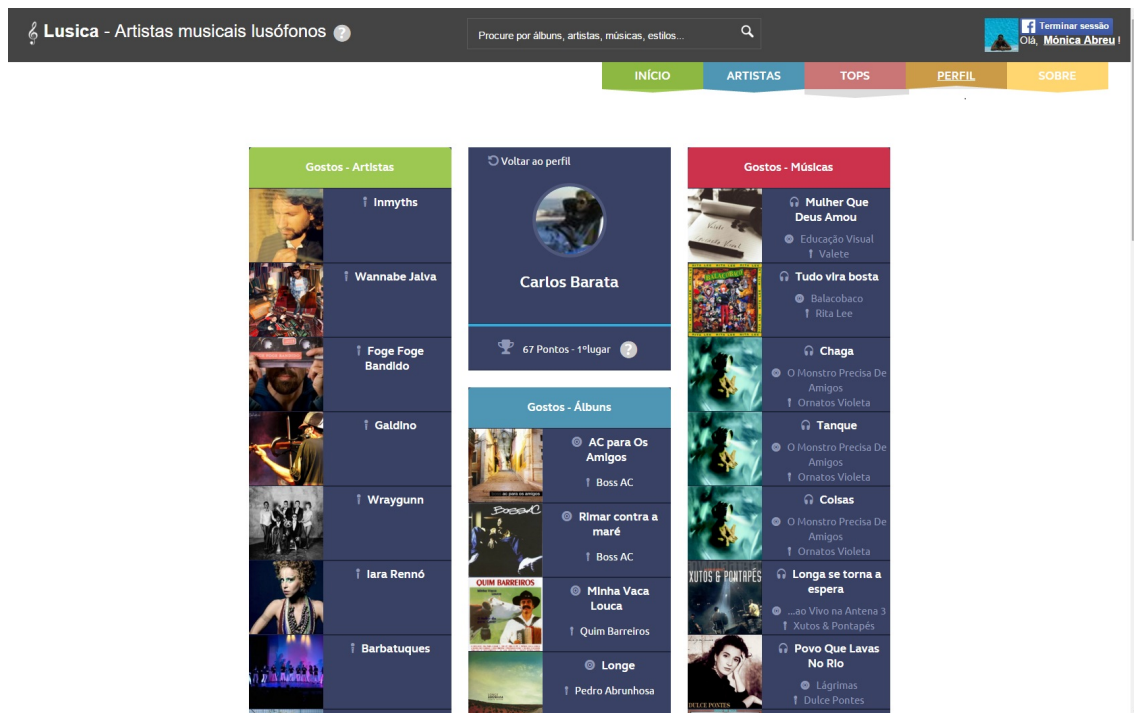 Lusica - Artistas musicais lusófonos ?
Procure por álbuns, artistas, músicas, estilos...
Terminar sessão
Olá, Mónica Abreu !
INÍCIO
ARTISTAS
TOPS
PERFIL
SOBRE
Gostos - Artistas
Inmyths
Wannabe Jalva
Foge Foge
Bandido
Galdino
Wraygunn
Iara Rennó
Barbatuques
Voltar ao perfil
Carlos Barata
67 Pontos - 1ºlugar ?
Gostos - Álbuns
AC para Os
Amigos
Boss AC
Rimar contra a
maré
Boss AC
QUIM BARREIROS
Minha Vaca
Louca
Quim Barreiros
Longe
Pedro Abrunhosa
Gostos - Músicas
Mulher Que
Deus Amou
Educação Visual
Valete
Tudo vira bosta
Balacobaco
Rita Lee
Chaga
O Monstro Precisa De
Amigos
Ornatos Violeta
Tanque
O Monstro Precisa De
Amigos
Ornatos Violeta
Coisas
O Monstro Precisa De
Amigos
Ornatos Violeta
XUTOS & PONTAPÉS
Longa se torna a
espera
...ao Vivo na Antena 3
Xutos & Pontapés
DULCE PONTES
Povo Que Lavas
No Rio
Lágrimas
Dulce Pontes